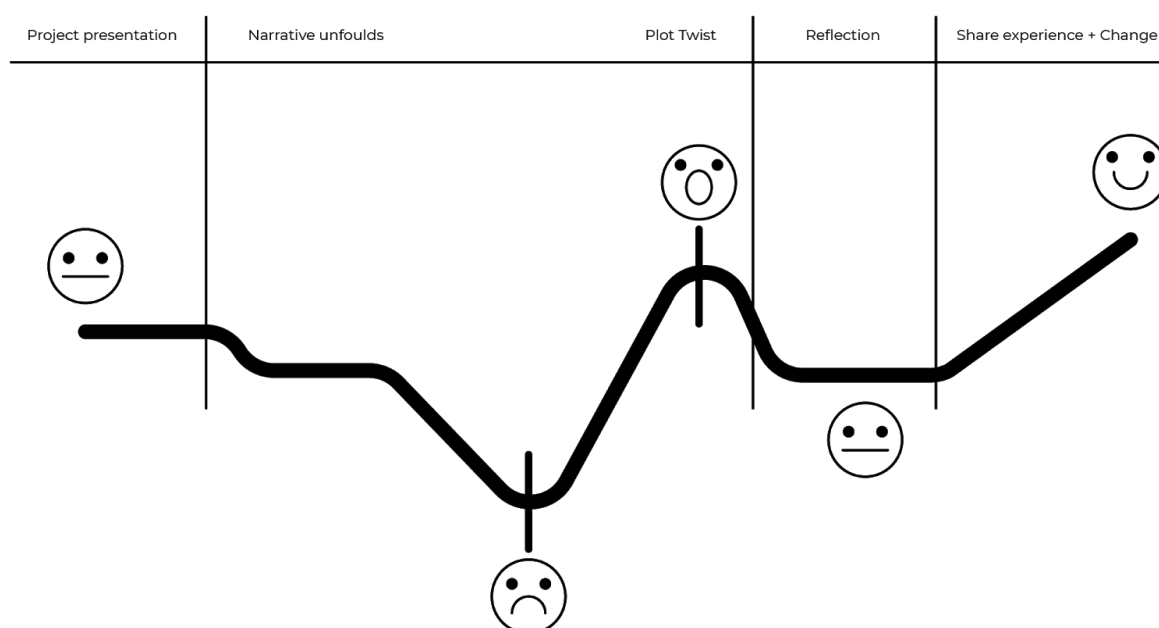 Project presentation
Narrative unfoulds
Plot Twist
Reflection
Share experience + Change